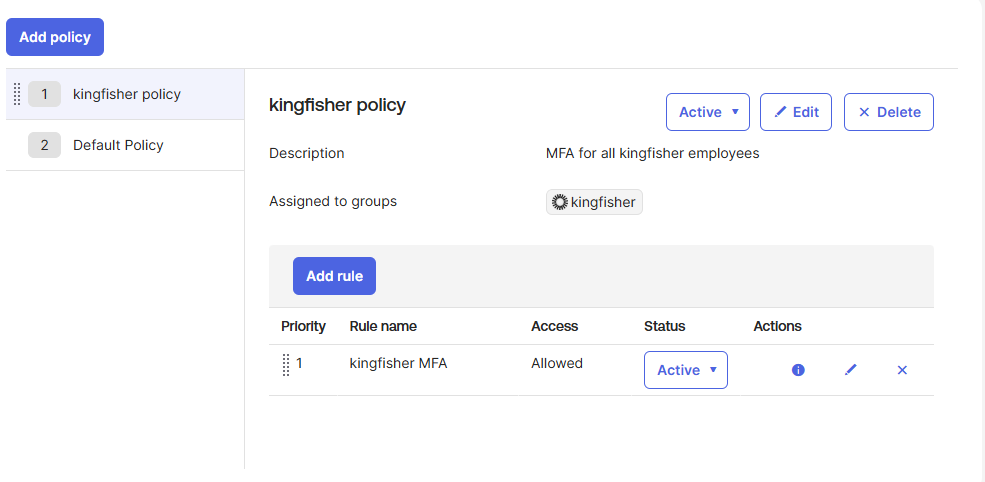 Add policy
1 kingfisher policy
2 Default Policy
kingfisher policy
Active Edit Delete
Description MFA for all kingfisher employees
Assigned to groups kingfisher
Add rule
Priority Rule name Access Status Actions
1 kingfisher MFA Allowed Active